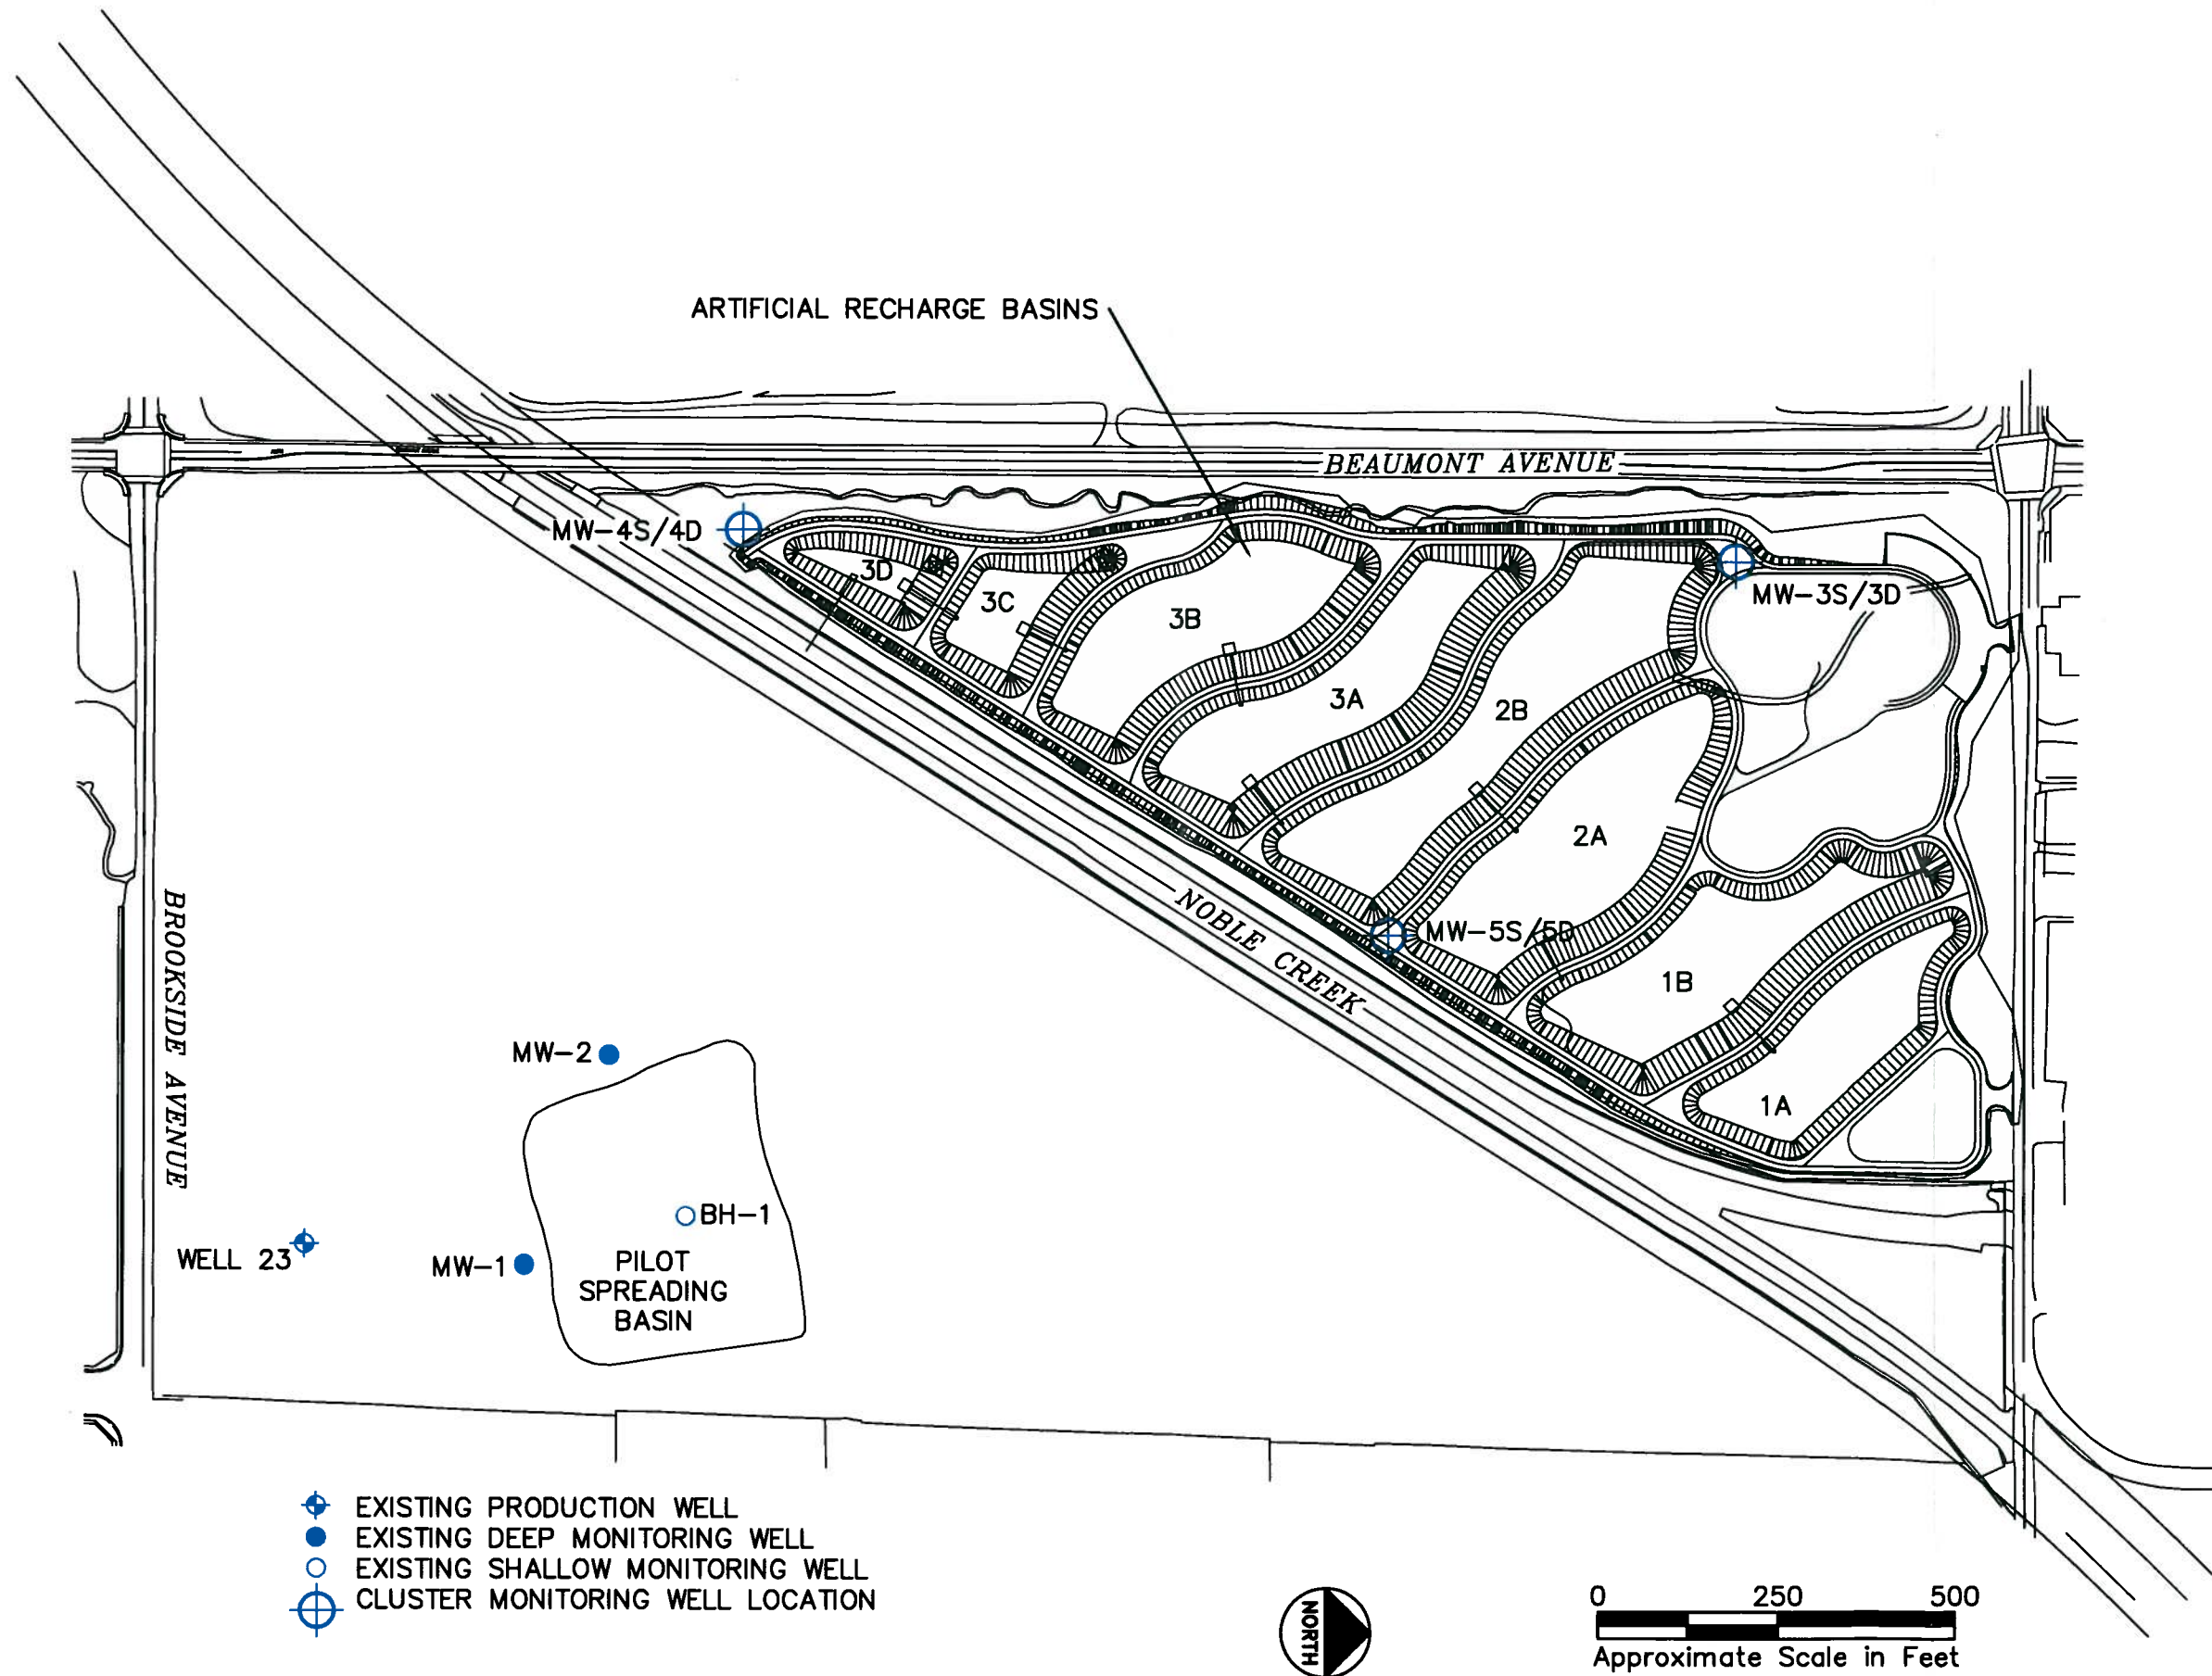 ARTIFICIAL RECHARGE BASINS
BEAUMONT AVENUE
MW-4S/4D
3D
3C
3B
MW-3S/3D
3A
2B
2A
NOBLE CREEK
MW-5S/5D
BROOKSIDE AVENUE
1B
MW-2
1A
BH-1
WELL 23
MW-1
PILOT
SPREADING
BASIN
EXISTING PRODUCTION WELL
EXISTING DEEP MONITORING WELL
EXISTING SHALLOW MONITORING WELL
CLUSTER MONITORING WELL LOCATION
NORTH
0 250 500
Approximate Scale in Feet